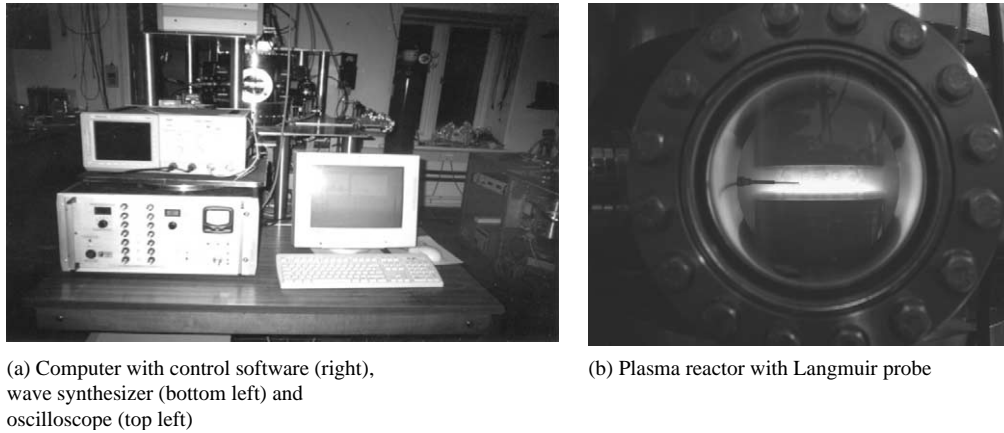 (a) Computer with control software (right),
wave synthesizer (bottom left) and
oscilloscope (top left)
(b) Plasma reactor with Langmuir probe